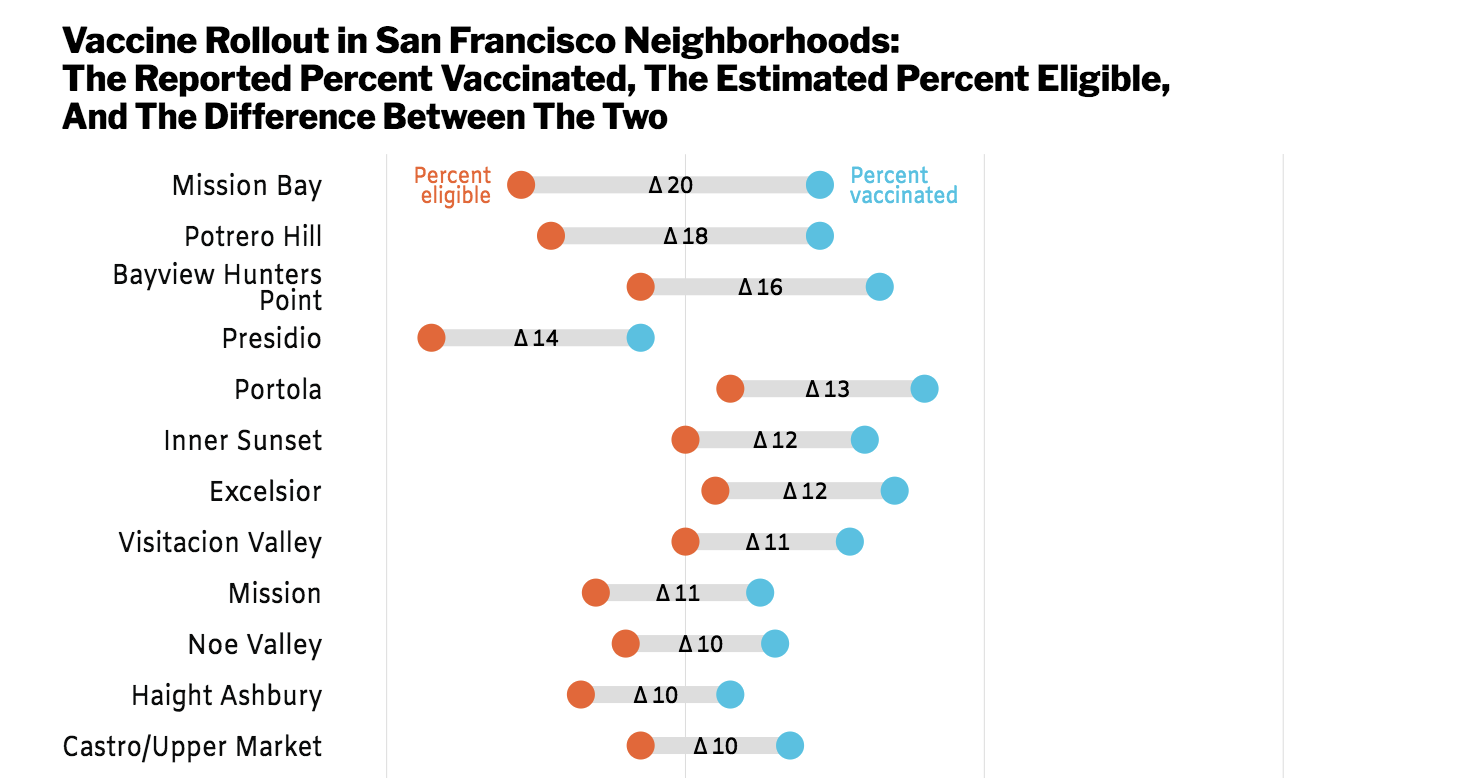 Vaccine Rollout in San Francisco Neighborhoods:
The Reported Percent Vaccinated, The Estimated Percent Eligible,
And The Difference Between The Two
Mission Bay
Percent
eligible
Δ 20
Percent
vaccinated
Potrero Hill
Δ 18
Bayview Hunters
Point
Δ 16
Presidio
Δ 14
Portola
Δ 13
Inner Sunset
Δ 12
Excelsior
Δ 12
Visitacion Valley
Δ 11
Mission
Δ 11
Noe Valley
Δ 10
Haight Ashbury
Δ 10
Castro/Upper Market
Δ 10